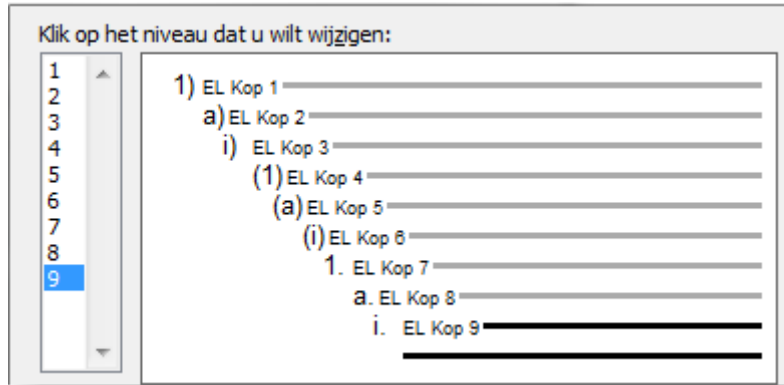 Klik op het niveau dat u wilt wijzigen:
1
2
3
4
5
6
7
8
9
1) EL Kop 1
a) EL Kop 2
i) EL Kop 3
(1) EL Kop 4
(a) EL Kop 5
(i) EL Kop 6
1. EL Kop 7
a. EL Kop 8
i. EL Kop 9